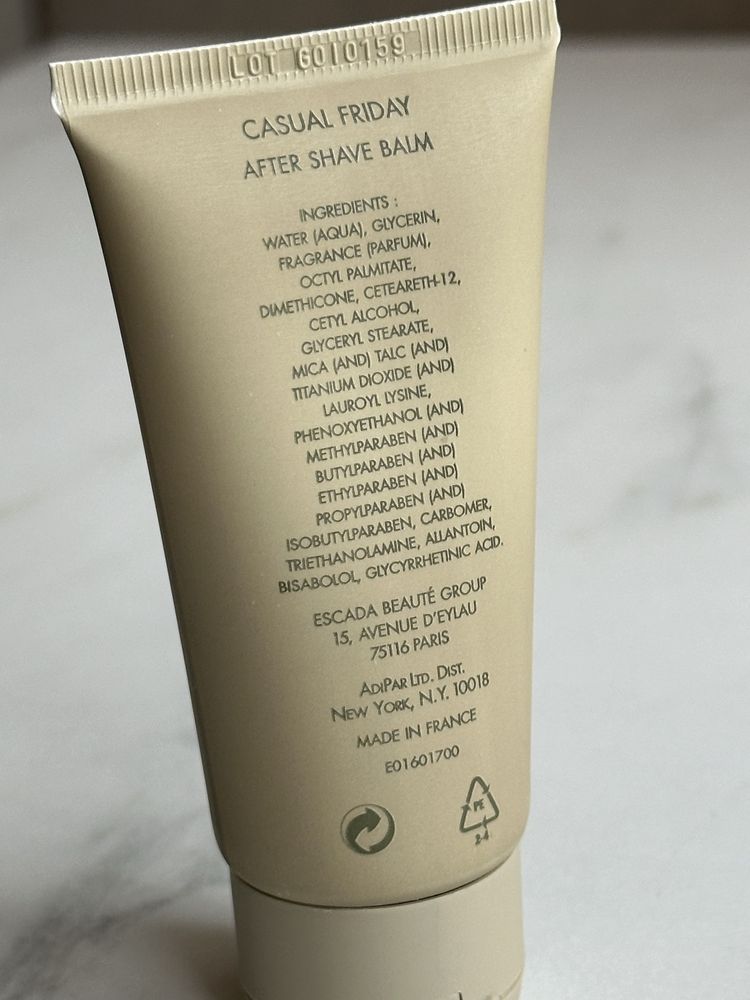 LOT GO10159
CASUAL FRIDAY
AFTER SHAVE BALM
INGREDIENTS :
WATER (AQUA), GLYCERIN,
FRAGRANCE (PARFUM),
OCTYL PALMITATE,
DIMETHICONE, CETEARETH-12,
CETYL ALCOHOL,
GLYCERYL STEARATE,
MICA (AND) TALC (AND)
TITANIUM DIOXIDE (AND)
LAUROYL LYSINE,
PHENOXYETHANOL (AND)
METHYLPARABEN (AND)
BUTYLPARABEN (AND)
ETHYLPARABEN (AND)
PROPYLPARABEN (AND)
ISOBUTYLPARABEN, CARBOMER,
TRIETHANOLAMINE, ALLANTOIN,
BISABOLOL, GLYCYRRHETINIC ACID.
ESCADA BEAUTÉ GROUP
15, AVENUE D'EYLAU
75116 PARIS
ADIPAR LTD. DIST.
NEW YORK, N.Y. 10018
MADE IN FRANCE
E01601700
PE
2-4